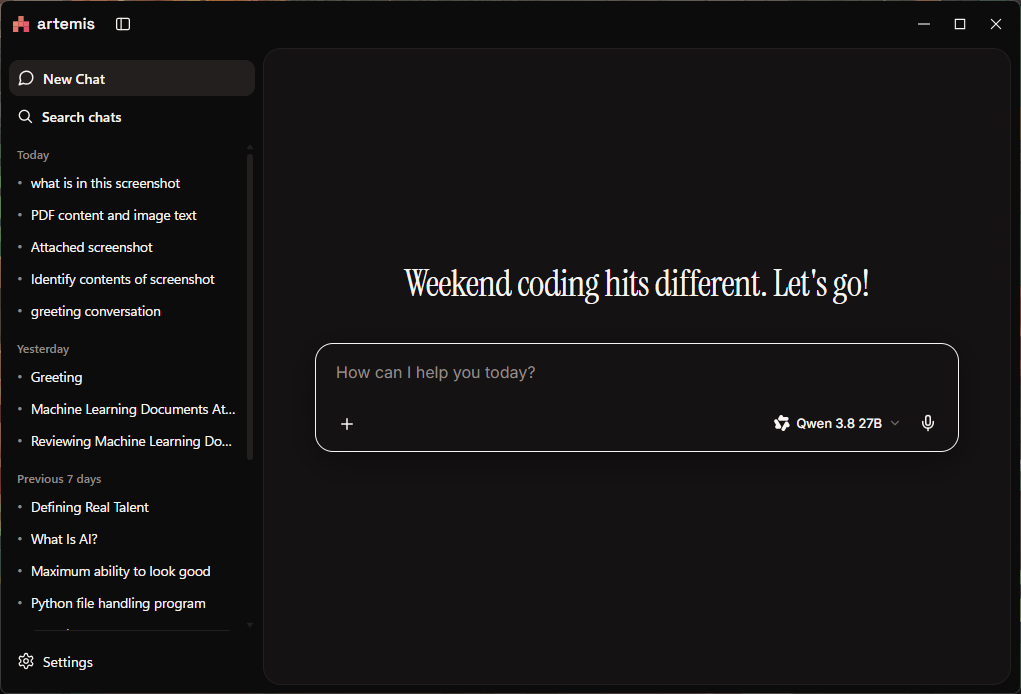 artemis
New Chat
Search chats
Today
what is in this screenshot
PDF content and image text
Attached screenshot
Identify contents of screenshot
greeting conversation
Yesterday
Greeting
Machine Learning Documents At...
Reviewing Machine Learning Do...
Previous 7 days
Defining Real Talent
What Is AI?
Maximum ability to look good
Python file handling program
Settings
Weekend coding hits different. Let's go!
How can I help you today?
Qwen 3.8 27B